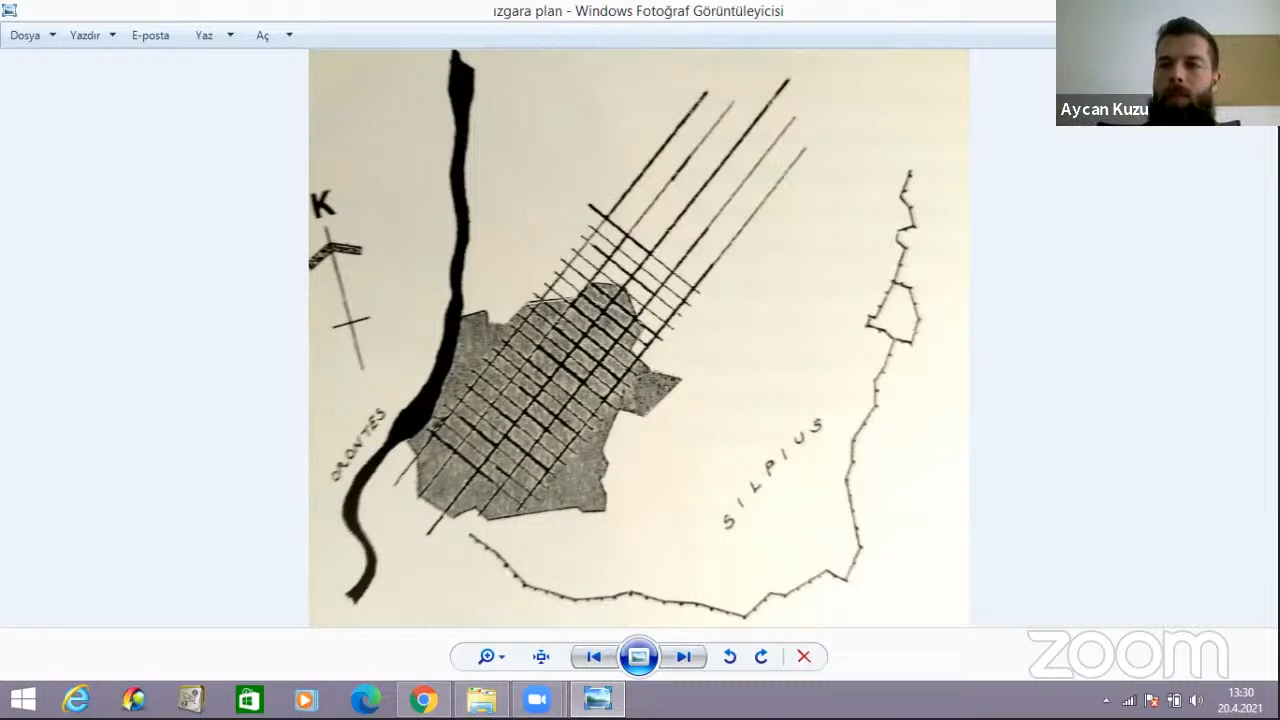 ızgara plan - Windows Fotoğraf Görüntüleyicisi
Dosya Yazdır E-posta Yaz Aç
Aycan Kuzu
K
ORONTES
SILPIUS
zoom
13:30
20.4.2021